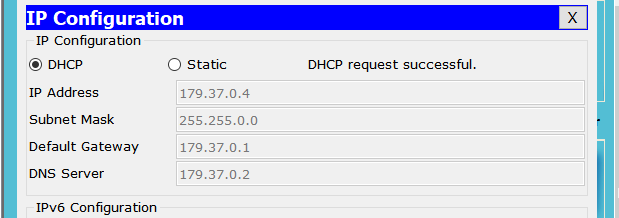 IP Configuration X
IP Configuration
DHCP Static DHCP request successful.
IP Address 179.37.0.4
Subnet Mask 255.255.0.0
Default Gateway 179.37.0.1
DNS Server 179.37.0.2
IPv6 Configuration